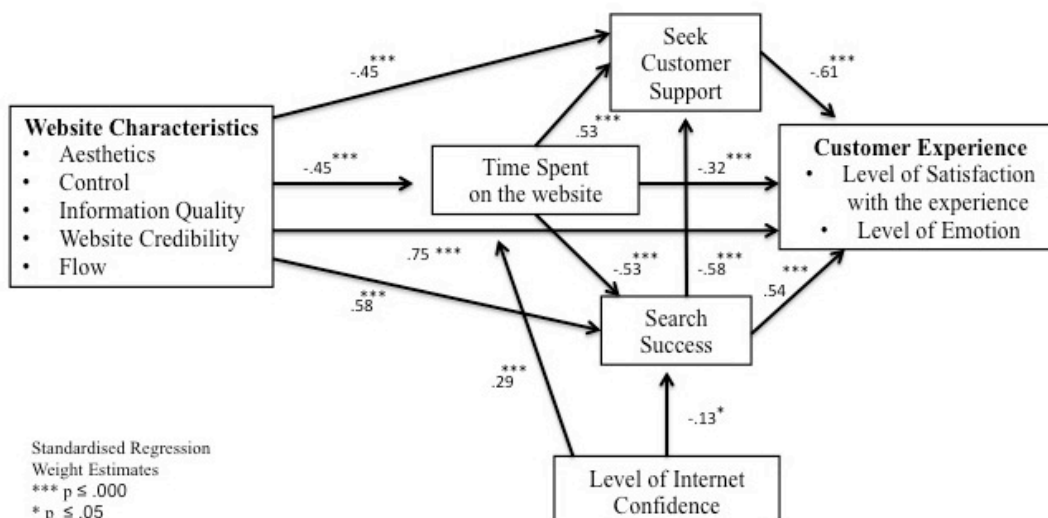 Seek
Customer
Support
-.45***
-.61***
.53***
Website Characteristics
• Aesthetics
• Control
• Information Quality
• Website Credibility
• Flow
-.45***
Time Spent
on the website
-.32***
Customer Experience
• Level of Satisfaction
with the experience
• Level of Emotion
.75 ***
-.53***
-.58***
.54***
.58***
Search
Success
.29***
-.13*
Standardised Regression
Weight Estimates
*** p ≤ .000
* p ≤ .05
Level of Internet
Confidence